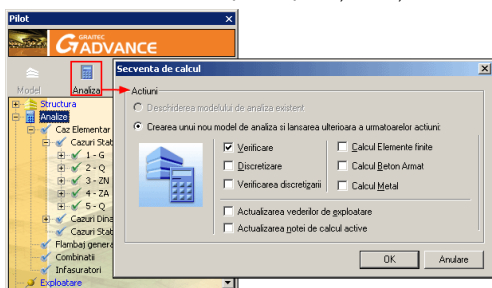 Pilot
GRAITEC
ADVANCE
Model
Analiza
Structura
Analize
Caz Elementar
Cazuri Stat
1 - G
2 - Q
3 - ZN
4 - ZA
5 - Q
Cazuri Dina
Cazuri Stat
Flambaj genera
Combinatii
Infasuratori
Exploatare
Secventa de calcul
Actiuni
Deschiderea modelului de analiza existent
Crearea unui nou model de analiza si lansarea ulterioara a urmatoarelor actiuni:
Verificare
Calcul Elemente finite
Discretizare
Calcul Beton Armat
Verificarea discretizarii
Calcul Metal
Actualizarea vederilor de exploatare
Actualizarea notei de calcul active
OK
Anulare